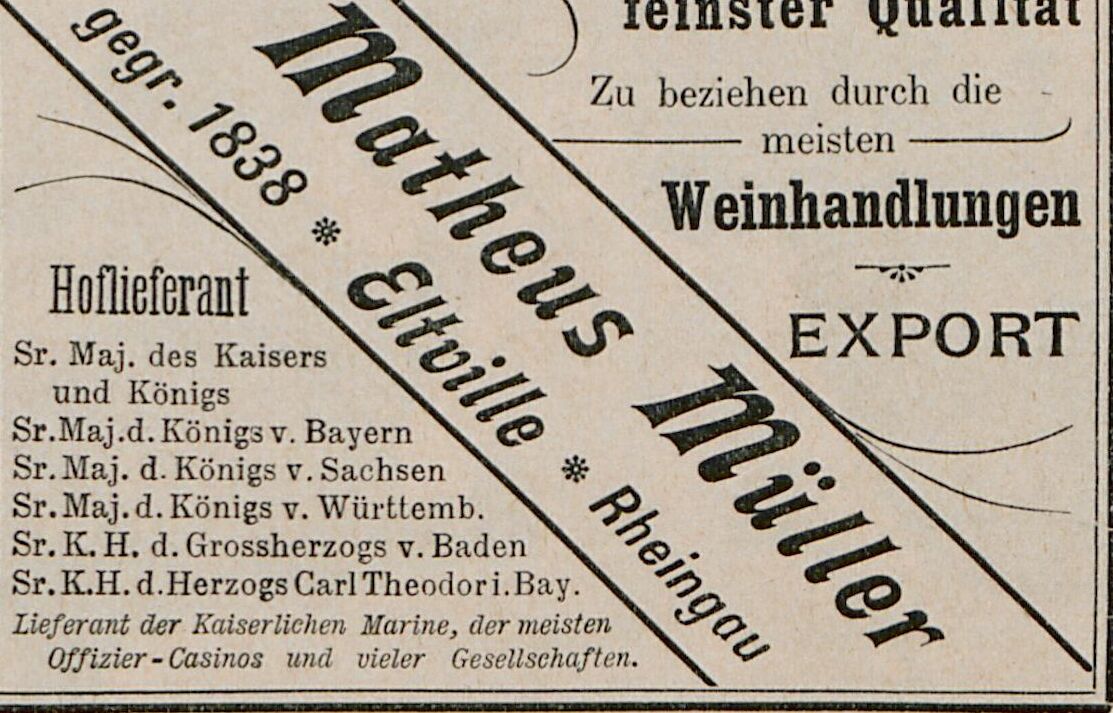 feinster Qualität
Zu beziehen durch die
meisten
Weinhandlungen
EXPORT
Matheus Müller
gegr. 1838 * Eltville * Rheingau
Hoflieferant
Sr. Maj. des Kaisers
und Königs
Sr. Maj. d. Königs v. Bayern
Sr. Maj. d. Königs v. Sachsen
Sr. Maj. d. Königs v. Württemb.
Sr. K. H. d. Grossherzogs v. Baden
Sr. K. H. d. Herzogs Carl Theodor i. Bay.
Lieferant der Kaiserlichen Marine, der meisten
Offizier-Casinos und vieler Gesellschaften.